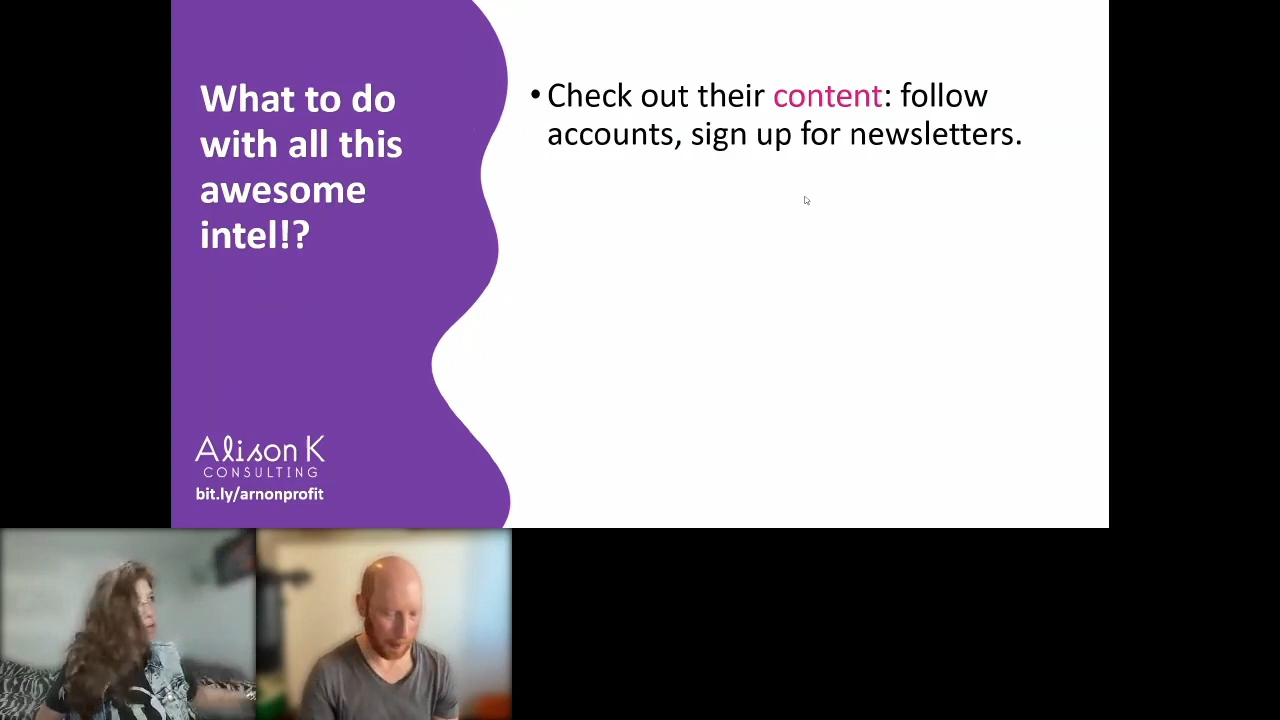 What to do
with all this
awesome
intel!?
• Check out their content: follow
accounts, sign up for newsletters.
Alison K
CONSULTING
bit.ly/arnonprofit